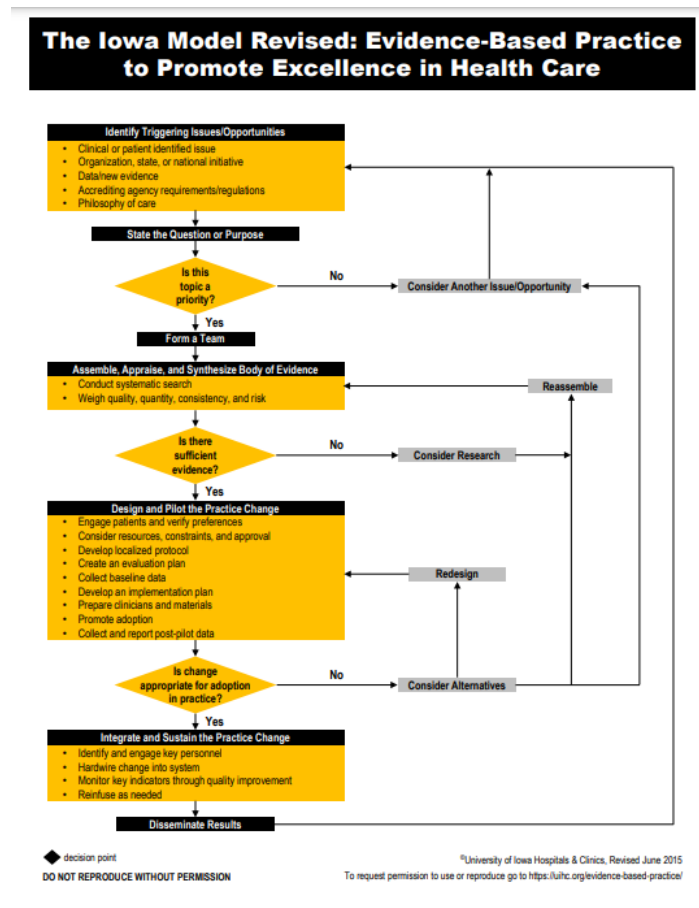 The Iowa Model Revised: Evidence-Based Practice
to Promote Excellence in Health Care
Identify Triggering Issues/Opportunities
• Clinical or patient identified issue
• Organization, state, or national initiative
• Data/new evidence
• Accrediting agency requirements/regulations
• Philosophy of care
State the Question or Purpose
Is this
topic a
priority?
No
Consider Another Issue/Opportunity
Yes
Form a Team
Assemble, Appraise, and Synthesize Body of Evidence
• Conduct systematic search
• Weigh quality, quantity, consistency, and risk
Reassemble
Is there
sufficient
evidence?
No
Consider Research
Yes
Design and Pilot the Practice Change
• Engage patients and verify preferences
• Consider resources, constraints, and approval
• Develop localized protocol
• Create an evaluation plan
• Collect baseline data
• Develop an implementation plan
• Prepare clinicians and materials
• Promote adoption
• Collect and report post-pilot data
Redesign
Is change
appropriate for adoption
in practice?
No
Consider Alternatives
Yes
Integrate and Sustain the Practice Change
• Identify and engage key personnel
• Hardwire change into system
• Monitor key indicators through quality improvement
• Reinfuse as needed
Disseminate Results
decision point
©University of Iowa Hospitals & Clinics, Revised June 2015
DO NOT REPRODUCE WITHOUT PERMISSION
To request permission to use or reproduce go to https://uihc.org/evidence-based-practice/